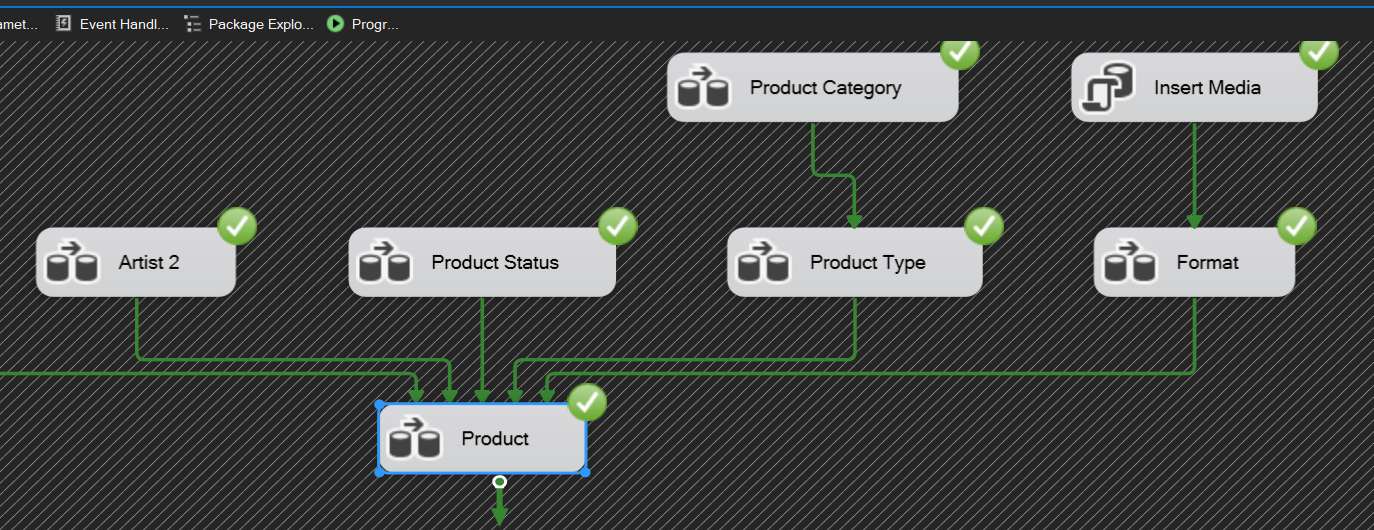 amet...
Event Handl...
Package Explo...
Progr...
Product Category
Insert Media
Artist 2
Product Status
Product Type
Format
Product